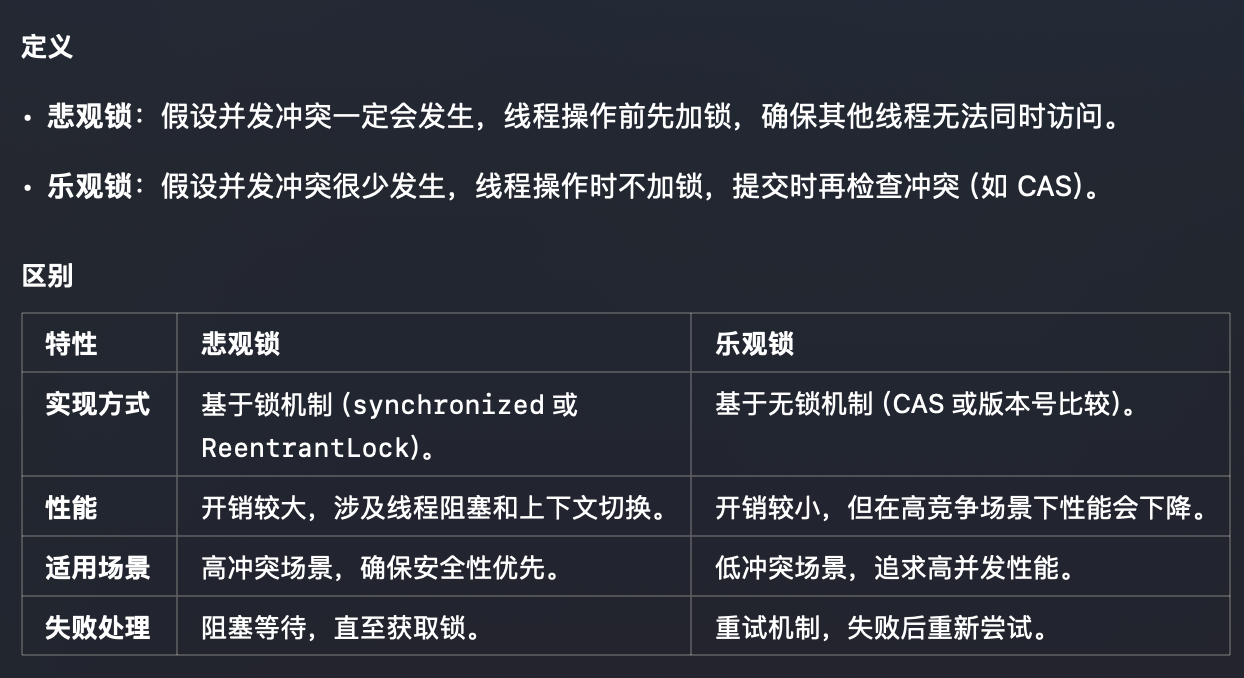 定义
• 悲观锁：假设并发冲突一定会发生，线程操作前先加锁，确保其他线程无法同时访问。
• 乐观锁：假设并发冲突很少发生，线程操作时不加锁，提交时再检查冲突（如 CAS）。
区别
特性 悲观锁 乐观锁
实现方式 基于锁机制（synchronized 或 基于无锁机制（CAS 或版本号比较）。
ReentrantLock）。
性能 开销较大，涉及线程阻塞和上下文切换。 开销较小，但在高竞争场景下性能会下降。
适用场景 高冲突场景，确保安全性优先。 低冲突场景，追求高并发性能。
失败处理 阻塞等待，直至获取锁。 重试机制，失败后重新尝试。